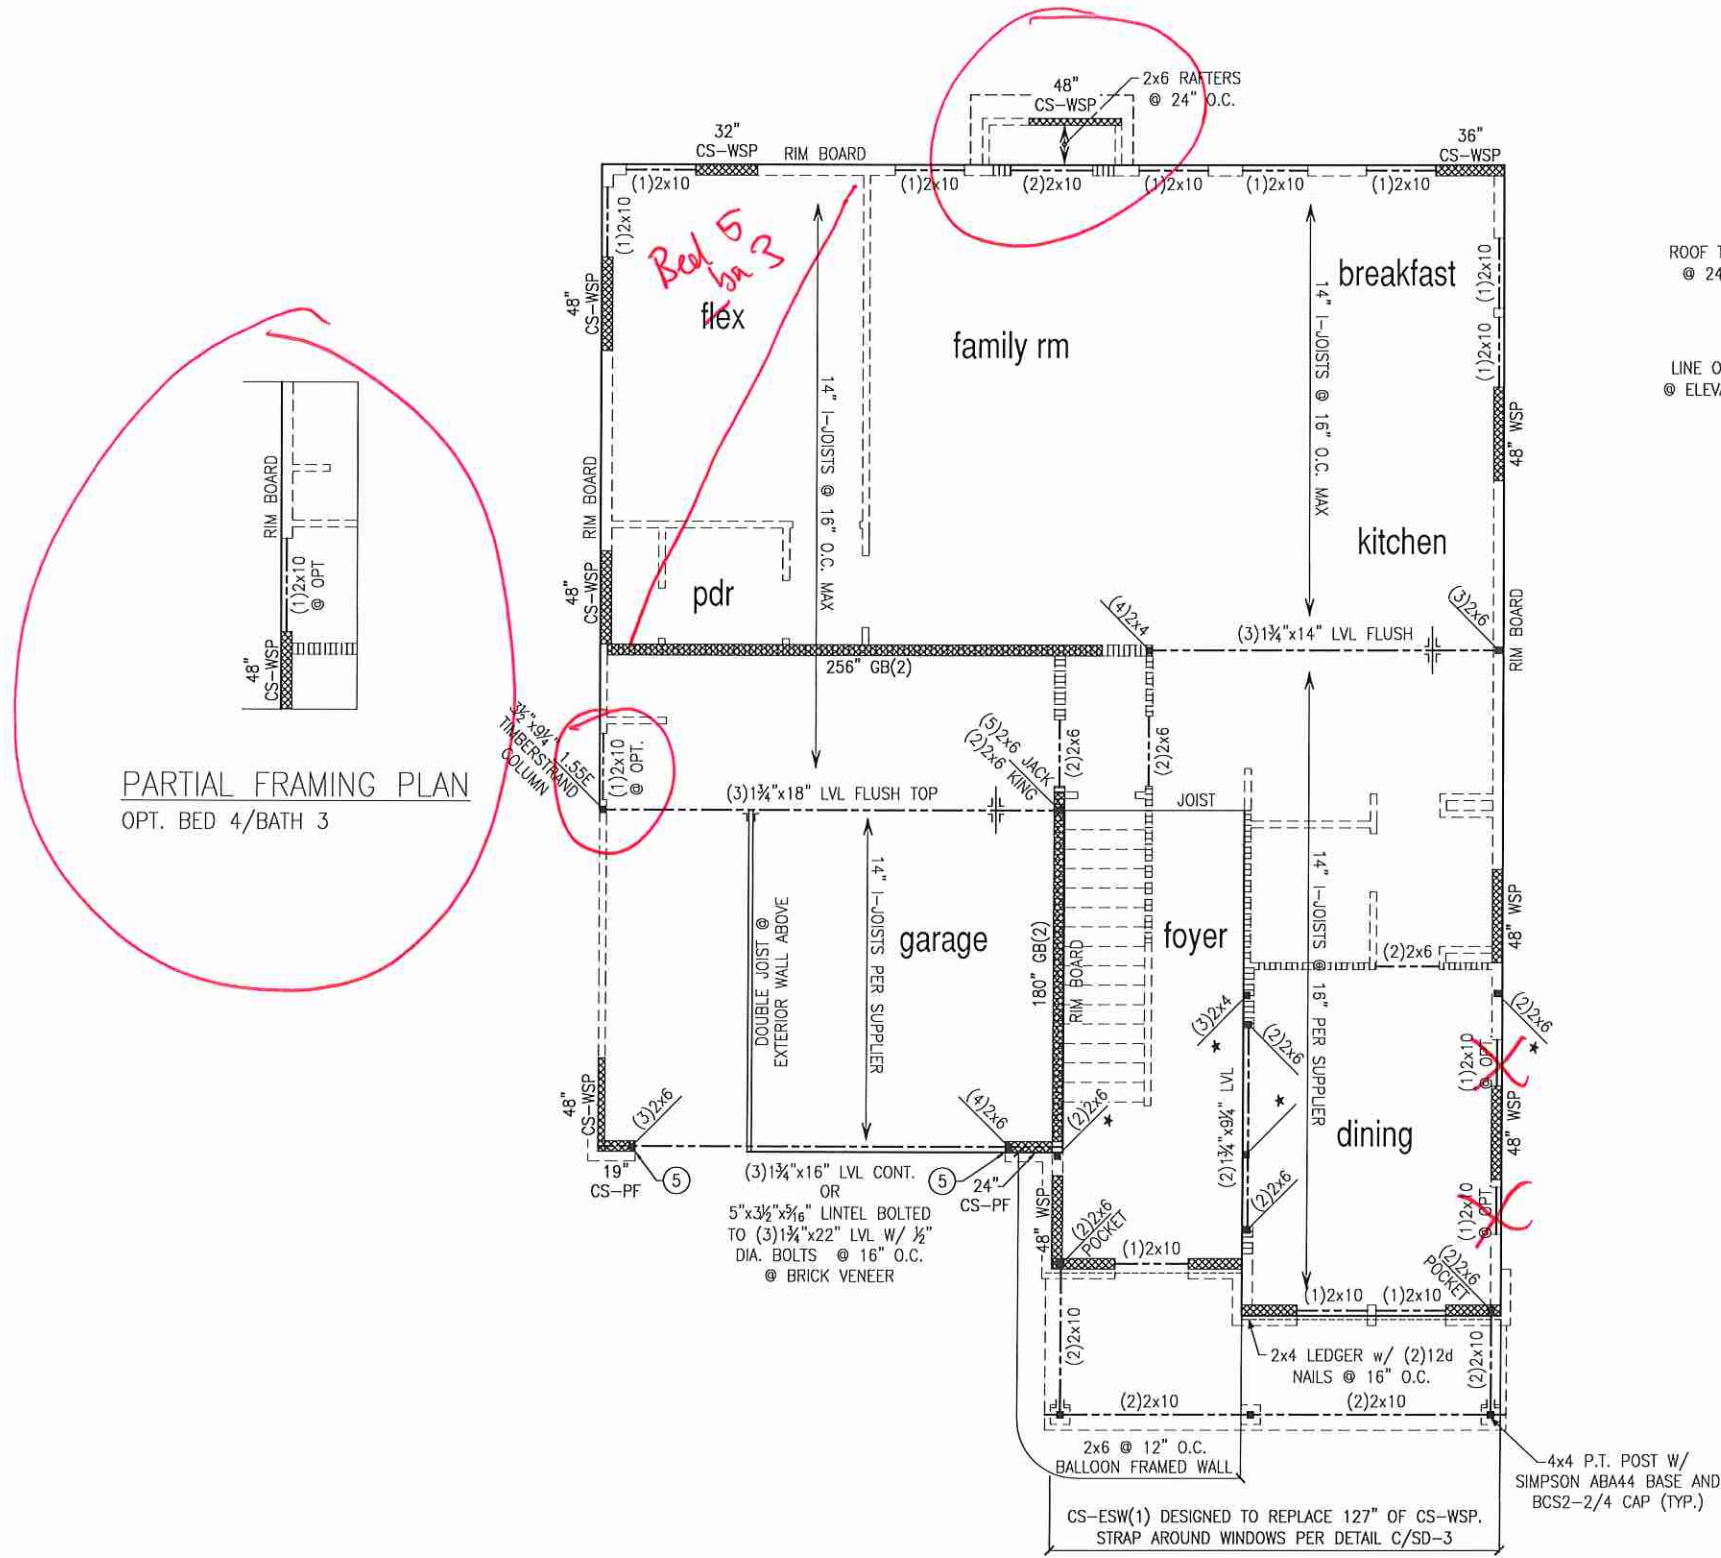 48"
CS-WSP
2x6 RAFTERS
@ 24" O.C.
32"
CS-WSP
RIM BOARD
36"
CS-WSP
(1)2x10
(1)2x10
(2)2x10
(1)2x10
(1)2x10
(1)2x10
(1)2x10
Bed 5
ba 3
flex
48"
CS-WSP
14" I-JOISTS @ 16" O.C. MAX
family rm
14" I-JOISTS @ 16" O.C. MAX
breakfast
(1)2x10
(1)2x10
48" WSP
ROOF T
@ 24
LINE O
@ ELEVA
RIM BOARD
(1)2x10
@ OPT
48"
CS-WSP
PARTIAL FRAMING PLAN
OPT. BED 4/BATH 3
RIM BOARD
48"
CS-WSP
pdr
kitchen
(4)2x4
(3)1¾"x14" LVL FLUSH
(3)2x6
RIM BOARD
256" GB(2)
3½"x9¼" 1.55E
TIMBERSTRAND
COLUMN
(1)2x10
@ OPT.
(5)2x6 JACK
(2)2x6 KING
(2)2x6
(2)2x6
(3)1¾"x18" LVL FLUSH TOP
JOIST
DOUBLE JOIST @
EXTERIOR WALL ABOVE
14" I-JOISTS PER SUPPLIER
garage
180" GB(2)
RIM BOARD
foyer
14" I-JOISTS @ 16" PER SUPPLIER
(2)2x6
48" WSP
(3)2x4
(2)2x6
(2)2x6
(1)2x10
@ OPT
48" WSP
dining
(2)1¾"x9¼" LVL
(2)2x6
48"
CS-WSP
(3)2x6
(4)2x6
(2)2x6
19"
CS-PF
5
(3)1¾"x16" LVL CONT.
OR
5"x3½"x5/16" LINTEL BOLTED
TO (3)1¾"x22" LVL W/ ½"
DIA. BOLTS @ 16" O.C.
@ BRICK VENEER
5
24"
CS-PF
48" WSP
(2)2x6
POCKET
(1)2x10
(1)2x10
@ OPT
(2)2x6
POCKET
(1)2x10
(1)2x10
(2)2x10
2x4 LEDGER w/ (2)12d
NAILS @ 16" O.C.
(2)2x10
(2)2x10
(2)2x10
2x6 @ 12" O.C.
BALLOON FRAMED WALL
4x4 P.T. POST W/
SIMPSON ABA44 BASE AND
BCS2-2/4 CAP (TYP.)
CS-ESW(1) DESIGNED TO REPLACE 127" OF CS-WSP.
STRAP AROUND WINDOWS PER DETAIL C/SD-3